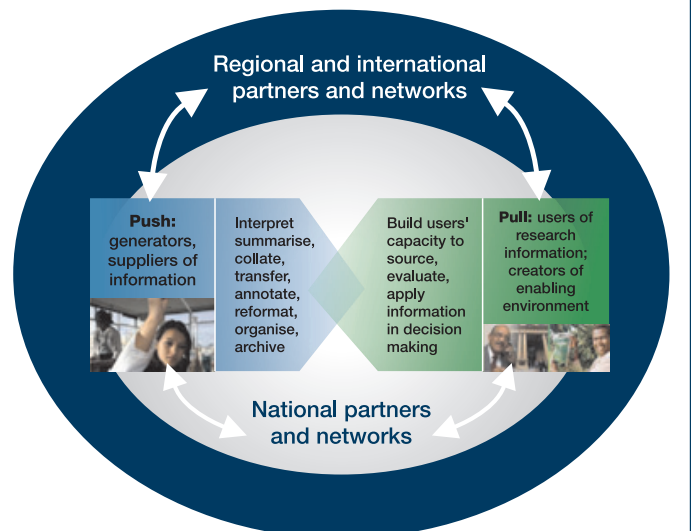 Regional and international
partners and networks
Push:
generators,
suppliers of
information
Interpret
summarise,
collate,
transfer,
annotate,
reformat,
organise,
archive
Build users'
capacity to
source,
evaluate,
apply
information
in decision
making
Pull: users of
research
information;
creators of
enabling
environment
National partners
and networks